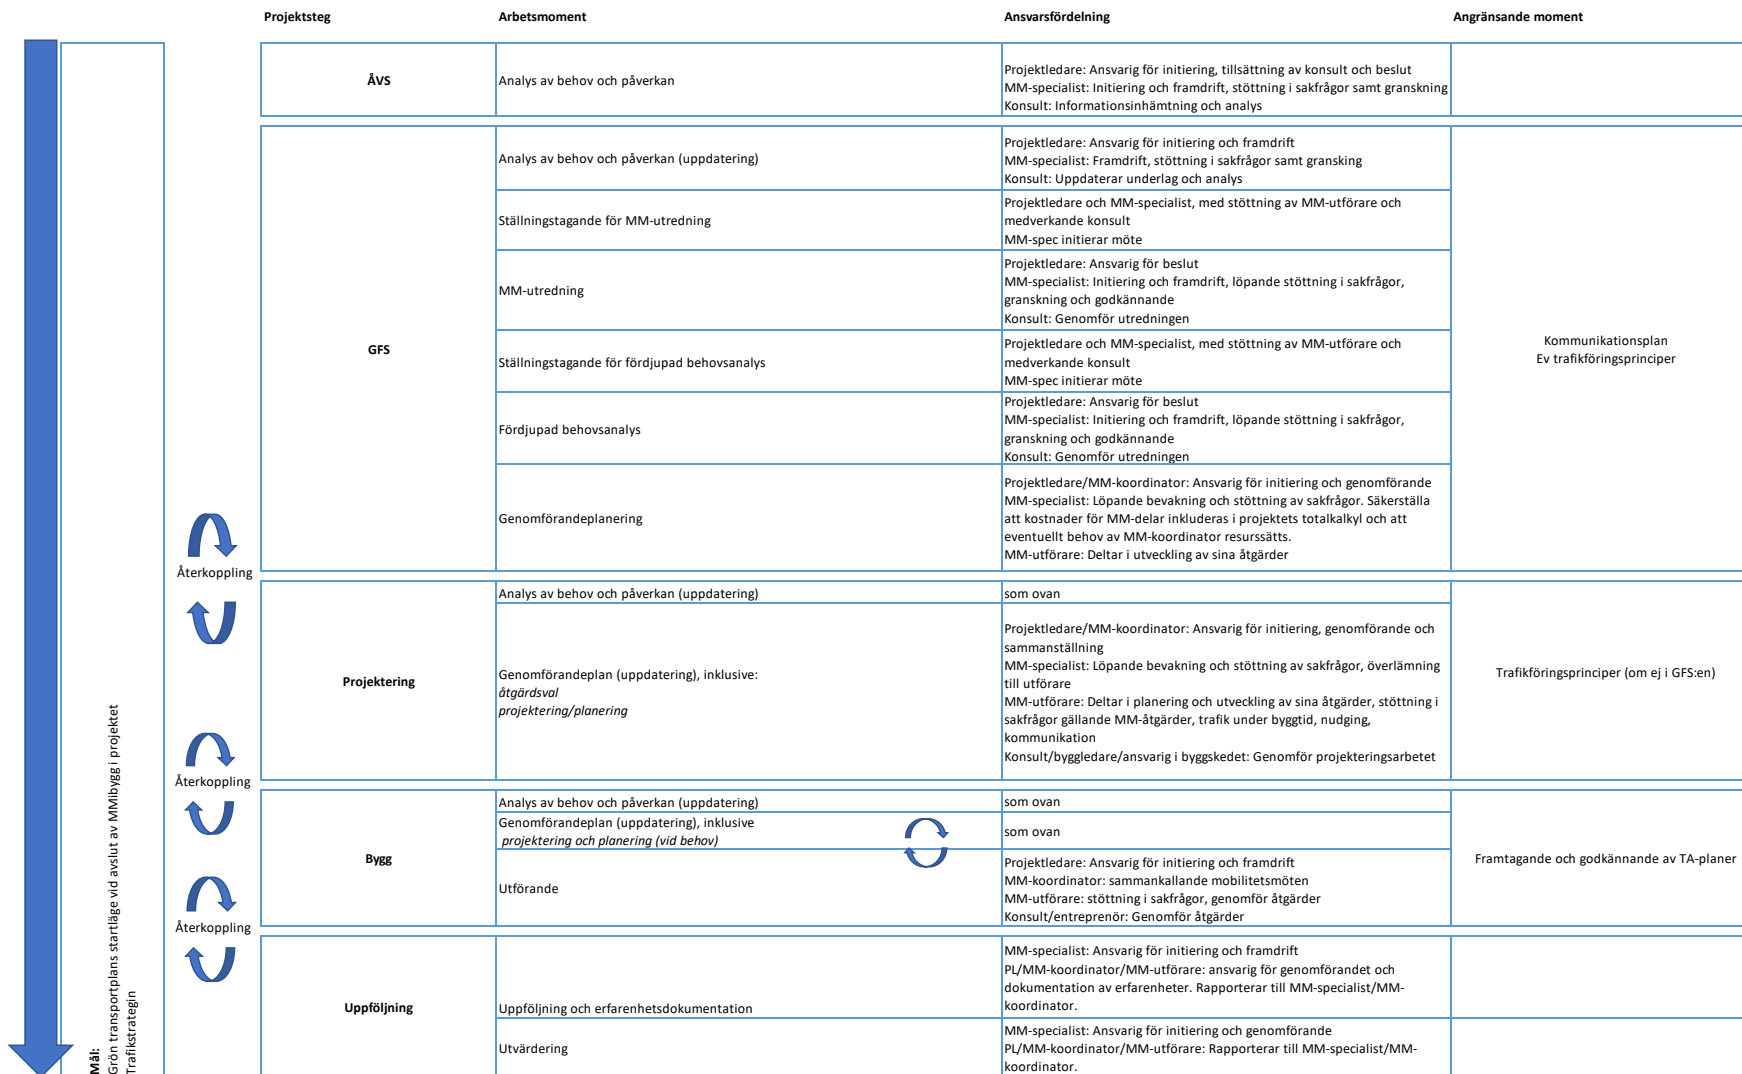 Projektsteg
Arbetsmoment
Ansvarsfördelning
Angränsande moment
ÅVS
Analys av behov och påverkan
Projektledare: Ansvarig för initiering, tillsättning av konsult och beslut
MM-specialist: Initiering och framdrift, stöttning i sakfrågor samt granskning
Konsult: Informationsinhämtning och analys
GFS
Analys av behov och påverkan (uppdatering)
Projektledare: Ansvarig för initiering och framdrift
MM-specialist: Framdrift, stöttning i sakfrågor samt gransking
Konsult: Uppdaterar underlag och analys
Ställningstagande för MM-utredning
Projektledare och MM-specialist, med stöttning av MM-utförare och
medverkande konsult
MM-spec initierar möte
MM-utredning
Projektledare: Ansvarig för beslut
MM-specialist: Initiering och framdrift, löpande stöttning i sakfrågor,
granskning och godkännande
Konsult: Genomför utredningen
Ställningstagande för fördjupad behovsanalys
Projektledare och MM-specialist, med stöttning av MM-utförare och
medverkande konsult
MM-spec initierar möte
Fördjupad behovsanalys
Projektledare: Ansvarig för beslut
MM-specialist: Initiering och framdrift, löpande stöttning i sakfrågor,
granskning och godkännande
Konsult: Genomför utredningen
Genomförandeplanering
Projektledare/MM-koordinator: Ansvarig för initiering och genomförande
MM-specialist: Löpande bevakning och stöttning av sakfrågor. Säkerställa
att kostnader för MM-delar inkluderas i projektets totalkalkyl och att
eventuellt behov av MM-koordinator resurssätts.
MM-utförare: Deltar i utveckling av sina åtgärder
Kommunikationsplan
Ev trafikföringsprinciper
Återkoppling
Projektering
Analys av behov och påverkan (uppdatering)
som ovan
Genomförandeplan (uppdatering), inklusive:
åtgärdsval
projektering/planering
Projektledare/MM-koordinator: Ansvarig för initiering, genomförande och
sammanställning
MM-specialist: Löpande bevakning och stöttning av sakfrågor, överlämning
till utförare
MM-utförare: Deltar i planering och utveckling av sina åtgärder, stöttning i
sakfrågor gällande MM-åtgärder, trafik under byggtid, nudging,
kommunikation
Konsult/byggledare/ansvarig i byggskedet: Genomför projekteringsarbetet
Trafikföringsprinciper (om ej i GFS:en)
Återkoppling
Bygg
Analys av behov och påverkan (uppdatering)
som ovan
Genomförandeplan (uppdatering), inklusive
projektering och planering (vid behov)
som ovan
Utförande
Projektledare: Ansvarig för initiering och framdrift
MM-koordinator: sammankallande mobilitetsmöten
MM-utförare: stöttning i sakfrågor, genomför åtgärder
Konsult/entreprenör: Genomför åtgärder
Framtagande och godkännande av TA-planer
Återkoppling
Uppföljning
Uppföljning och erfarenhetsdokumentation
MM-specialist: Ansvarig för initiering och framdrift
PL/MM-koordinator/MM-utförare: ansvarig för genomförandet och
dokumentation av erfarenheter. Rapporterar till MM-specialist/MM-
koordinator.
Utvärdering
MM-specialist: Ansvarig för initiering och genomförande
PL/MM-koordinator/MM-utförare: Rapporterar till MM-specialist/MM-
koordinator.
Mål:
Grön transportplans startläge vid avslut av MMibygg i projektet
Trafikstrategin